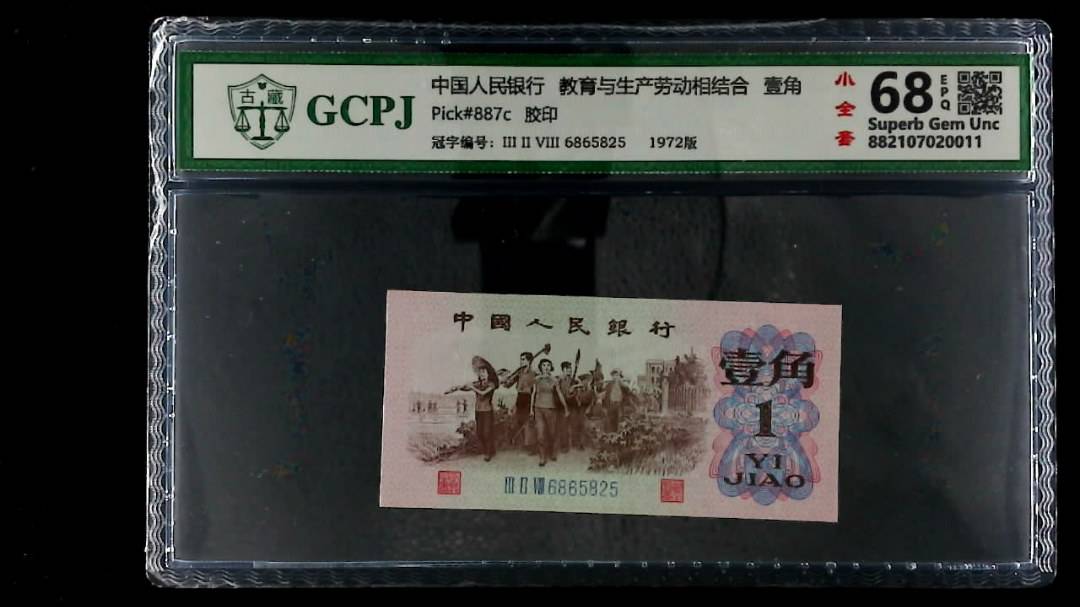 古藏
GCPJ
中国人民银行 教育与生产劳动相结合 壹角
Pick#887c 胶印
冠字编号：III II VIII 6865825 1972版
小全套
68
EPQ
Superb Gem Unc
882107020011
中國人民銀行
壹角
1
YI
JIAO
III II VIII 6865825